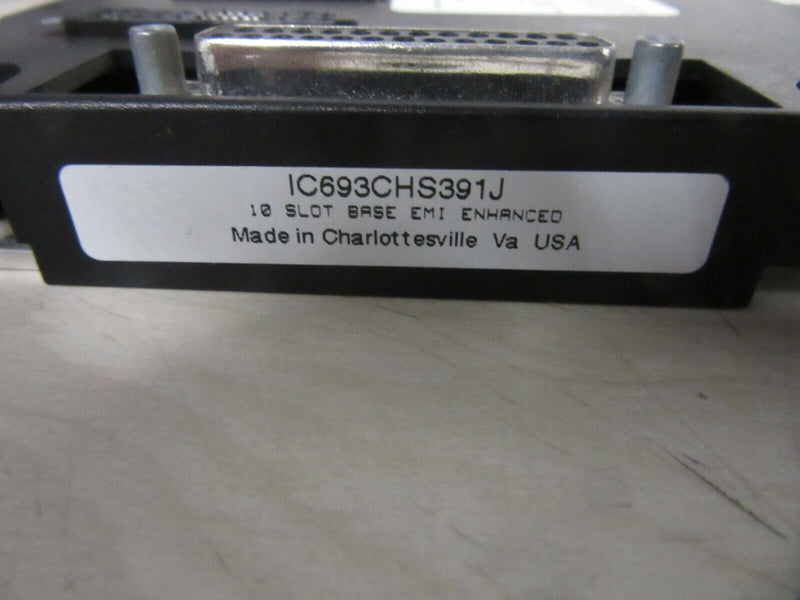 IC693CHS391J
10 SLOT BASE EMI ENHANCED
Made in Charlottesville Va USA